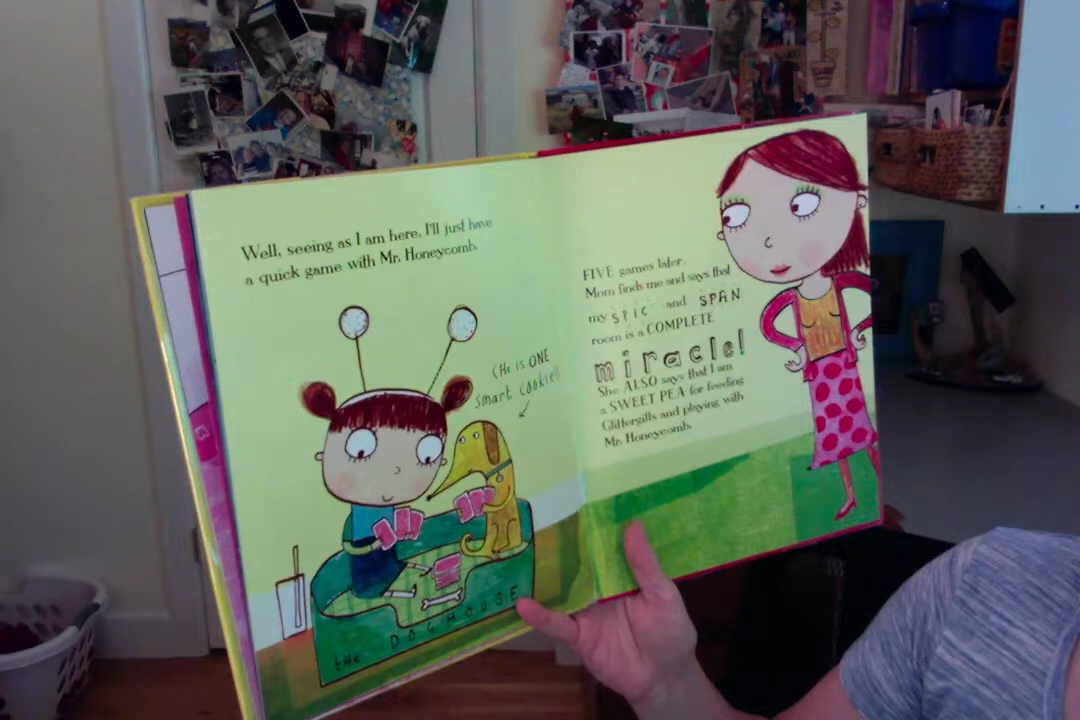 Well, seeing as I am here, I'll just have
a quick game with Mr. Honeycomb.
(He is ONE
smart cookie!)
the DOGHOUSE
FIVE games later,
Mom finds me and says that
my SPIC and SPAN
room is a COMPLETE
miracle!
She ALSO says that I am
a SWEET PEA for feeding
Glittergills and playing with
Mr. Honeycomb.